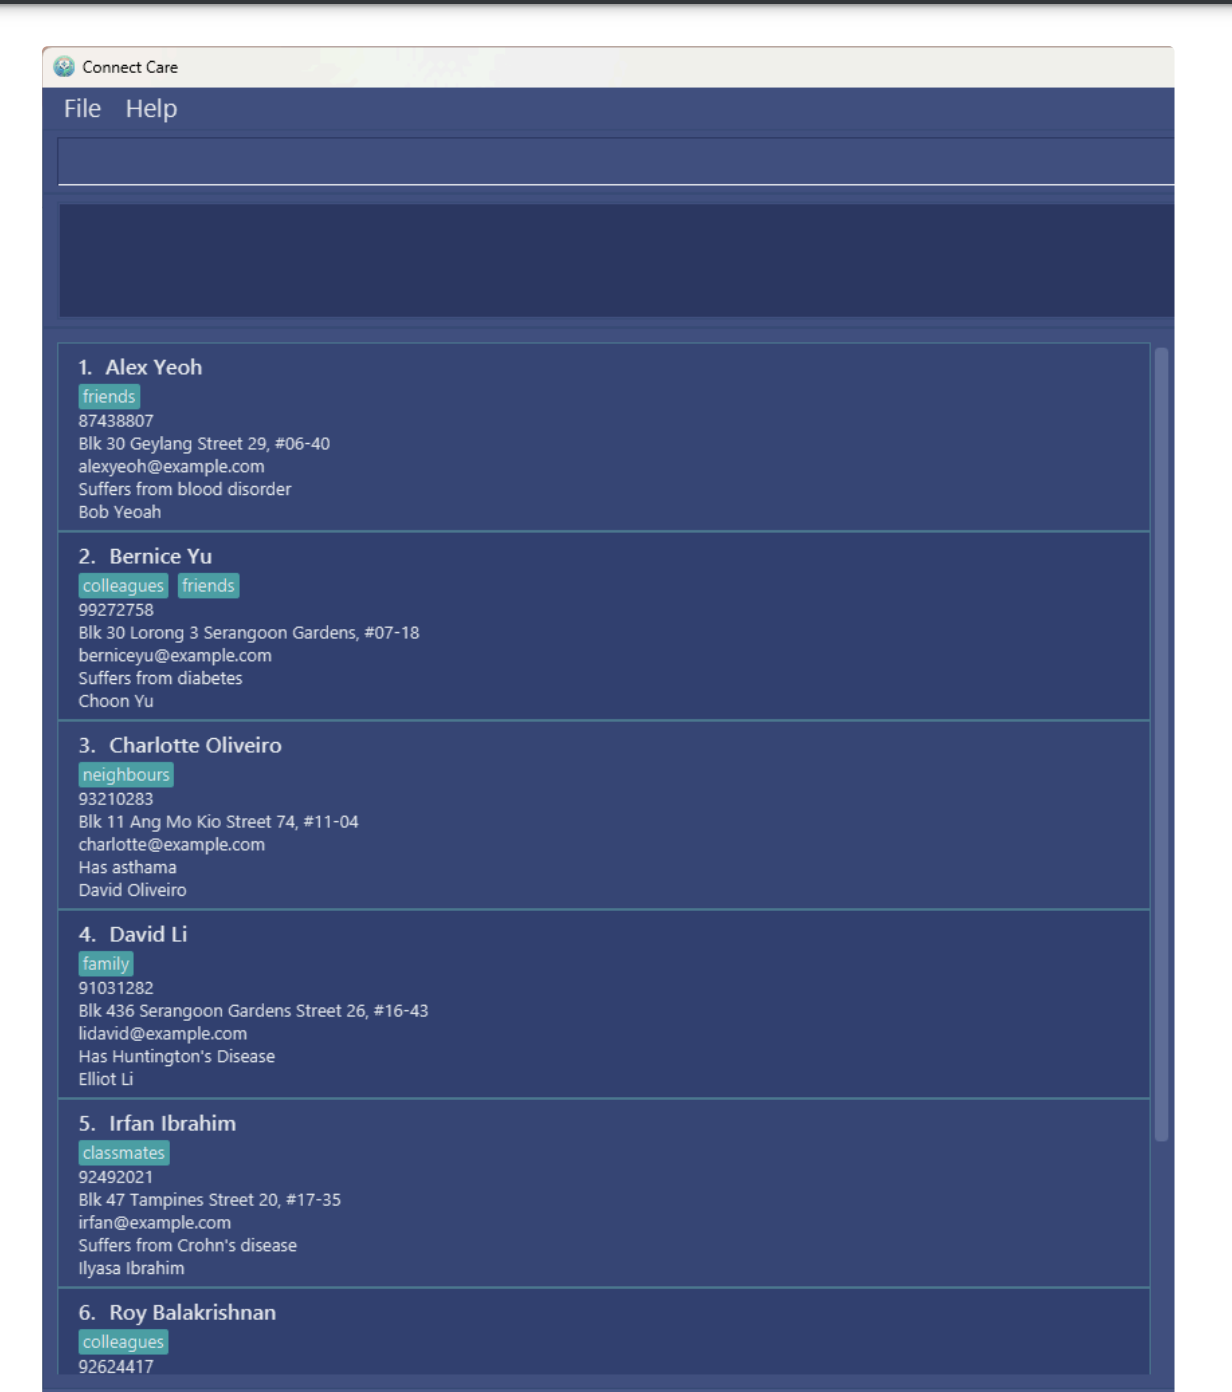 Connect Care
File Help
1. Alex Yeoh
friends
87438807
Blk 30 Geylang Street 29, #06-40
alexyeoh@example.com
Suffers from blood disorder
Bob Yeoah
2. Bernice Yu
colleagues friends
99272758
Blk 30 Lorong 3 Serangoon Gardens, #07-18
berniceyu@example.com
Suffers from diabetes
Choon Yu
3. Charlotte Oliveiro
neighbours
93210283
Blk 11 Ang Mo Kio Street 74, #11-04
charlotte@example.com
Has asthama
David Oliveiro
4. David Li
family
91031282
Blk 436 Serangoon Gardens Street 26, #16-43
lidavid@example.com
Has Huntington's Disease
Elliot Li
5. Irfan Ibrahim
classmates
92492021
Blk 47 Tampines Street 20, #17-35
irfan@example.com
Suffers from Crohn's disease
Ilyasa Ibrahim
6. Roy Balakrishnan
colleagues
92624417